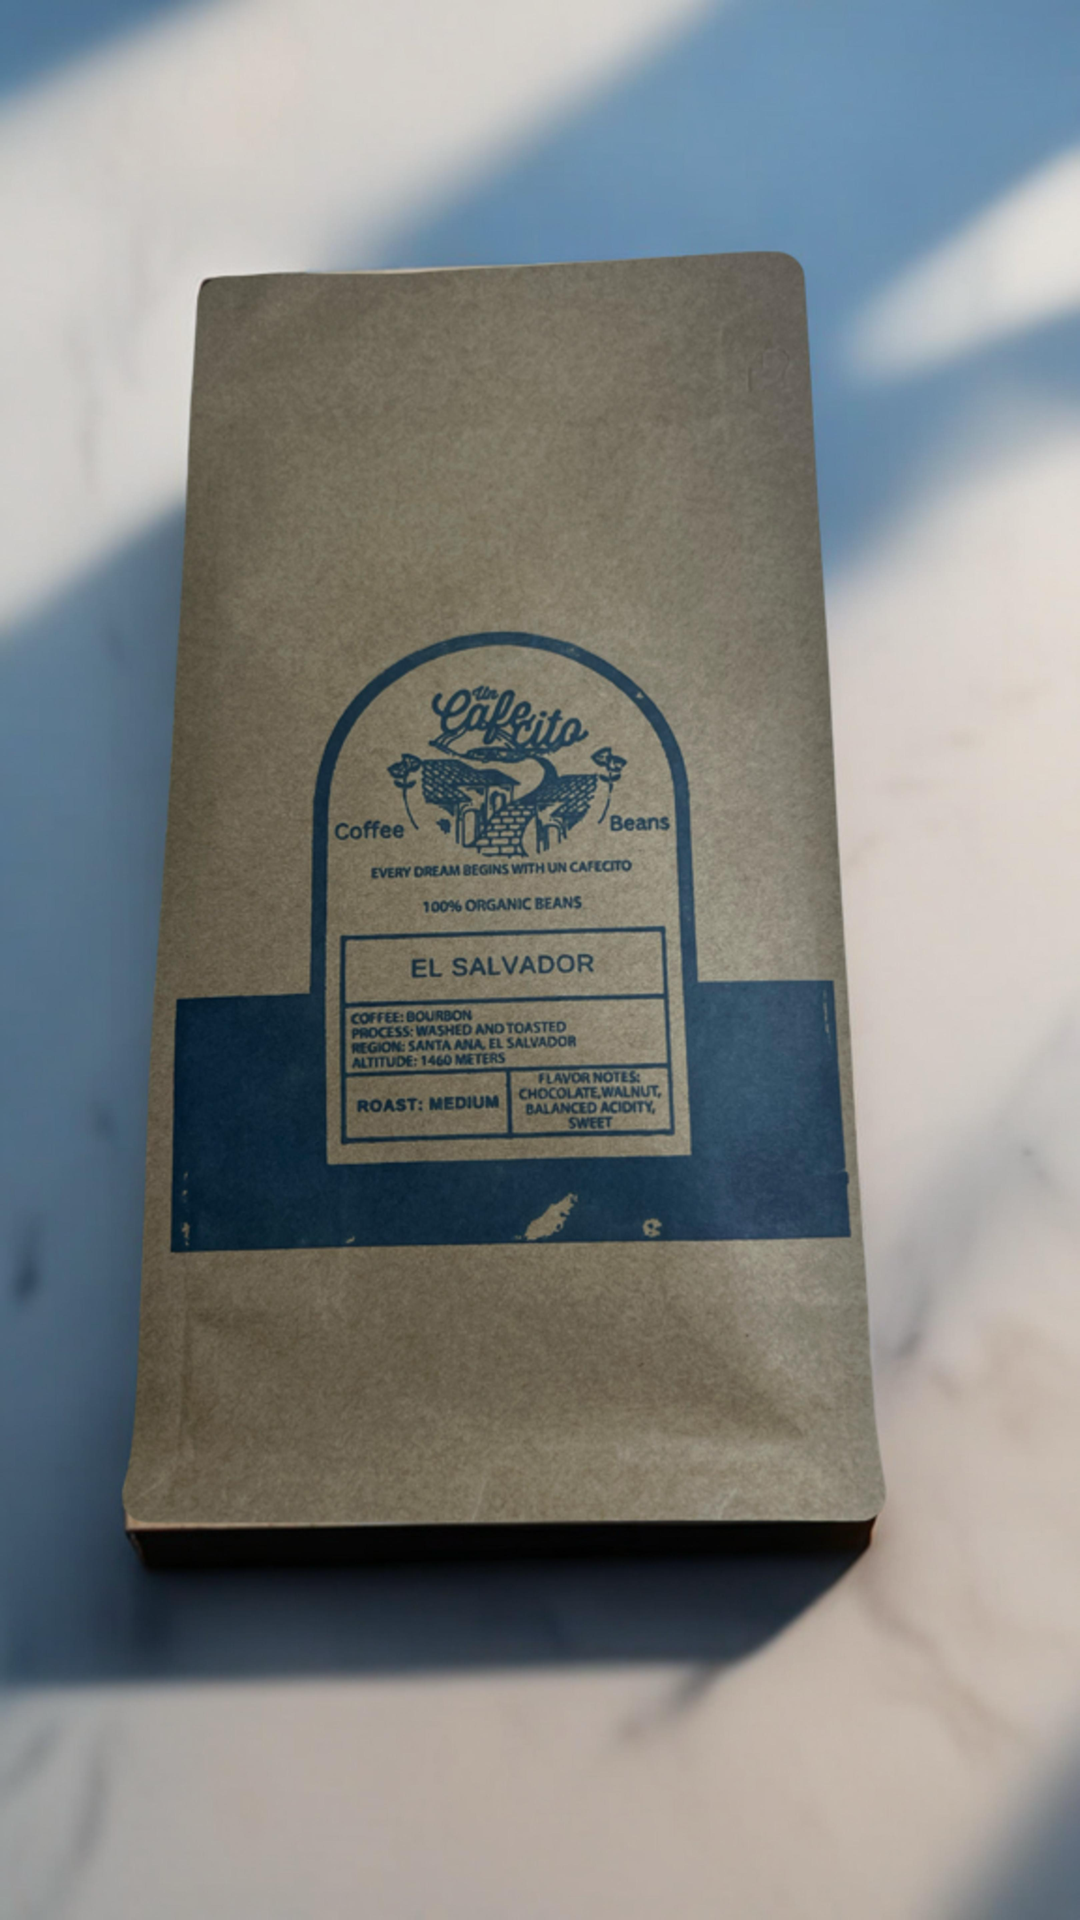 Un
Cafecito
Coffee Beans
EVERY DREAM BEGINS WITH UN CAFECITO
100% ORGANIC BEANS
EL SALVADOR
COFFEE: BOURBON
PROCESS: WASHED AND TOASTED
REGION: SANTA ANA, EL SALVADOR
ALTITUDE: 1460 METERS
ROAST: MEDIUM
FLAVOR NOTES:
CHOCOLATE,WALNUT,
BALANCED ACIDITY,
SWEET